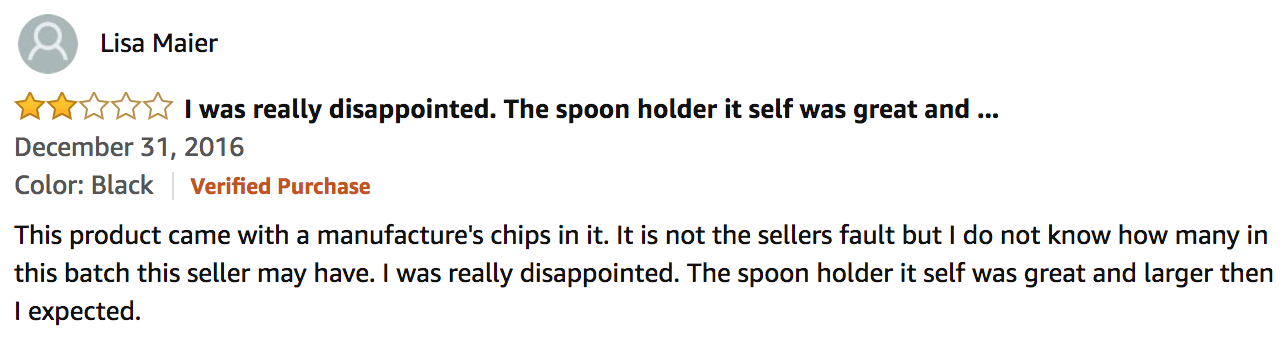 Lisa Maier
I was really disappointed. The spoon holder it self was great and ...
December 31, 2016
Color: Black | Verified Purchase
This product came with a manufacture's chips in it. It is not the sellers fault but I do not know how many in
this batch this seller may have. I was really disappointed. The spoon holder it self was great and larger then
I expected.